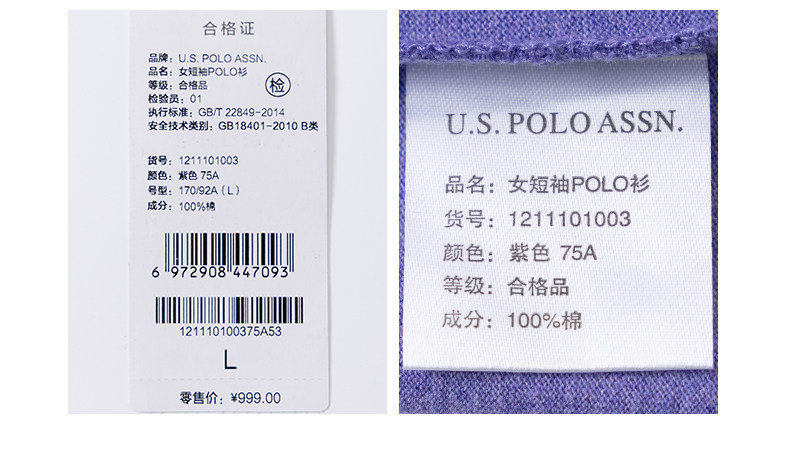 合格证
品牌：U.S. POLO ASSN.
品名：女短袖POLO衫
等级：合格品
检
检验员：01
执行标准：GB/T 22849-2014
安全技术类别：GB18401-2010 B类
货号：1211101003
颜色：紫色 75A
号型：170/92A（L）
成分：100%棉
6 972908 447093
121110100375A53
L
零售价：¥999.00
U.S. POLO ASSN.
品名：女短袖POLO衫
货号：1211101003
颜色：紫色 75A
等级：合格品
成分：100%棉